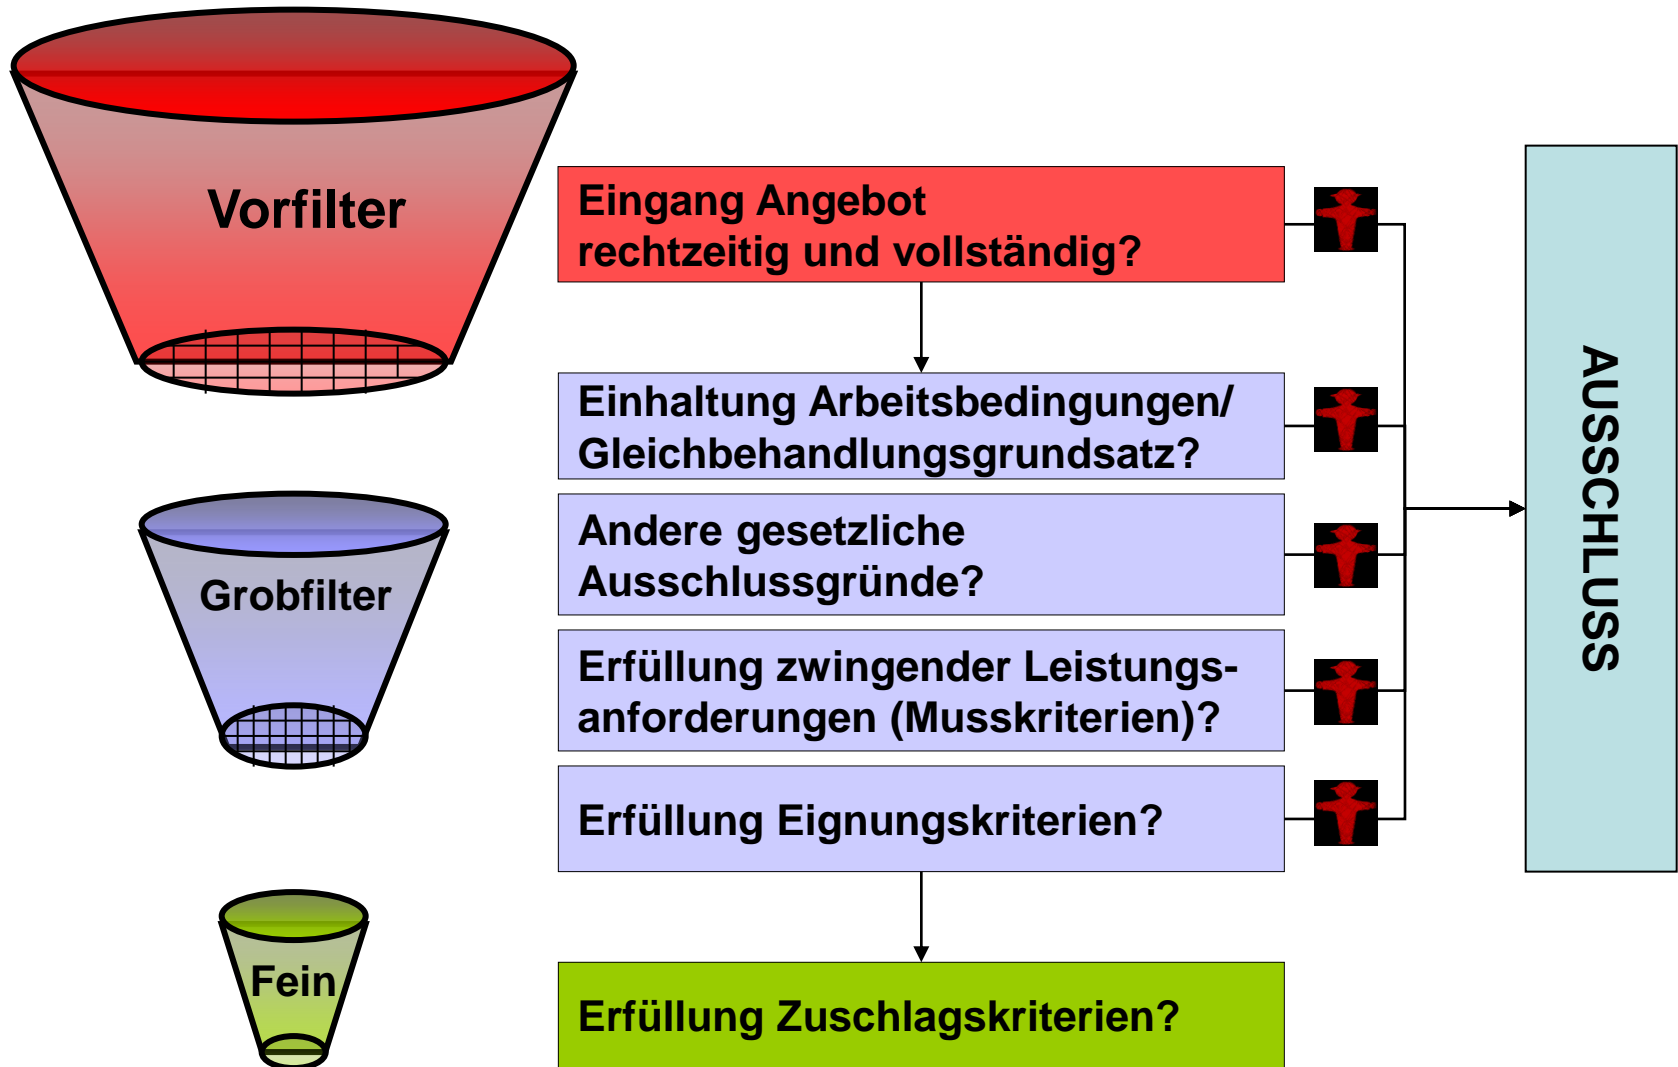 Vorfilter
Eingang Angebot
rechtzeitig und vollständig?
Einhaltung Arbeitsbedingungen/
Gleichbehandlungsgrundsatz?
Grobfilter
Andere gesetzliche
Ausschlussgründe?
Erfüllung zwingender Leistungs-
anforderungen (Musskriterien)?
Erfüllung Eignungskriterien?
Fein
Erfüllung Zuschlagskriterien?
AUSSCHLUSS